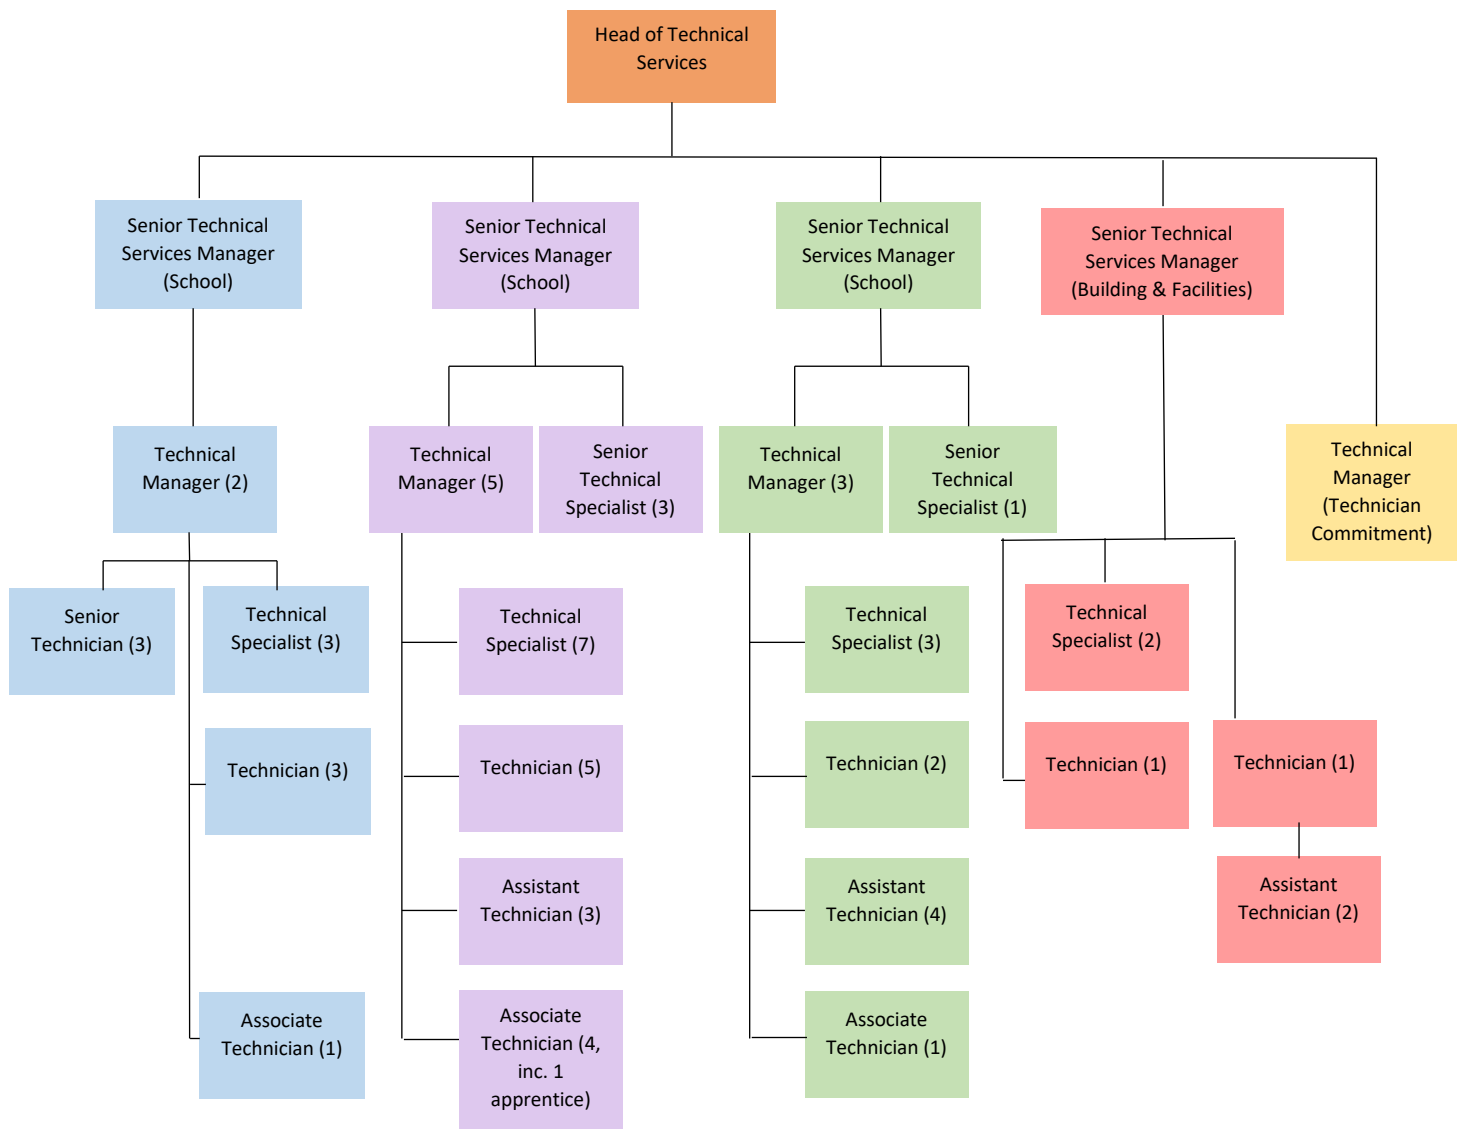 Head of Technical
Services
Senior Technical
Services Manager
(School)
Senior Technical
Services Manager
(School)
Senior Technical
Services Manager
(School)
Senior Technical
Services Manager
(Building & Facilities)
Technical
Manager (2)
Technical
Manager (5)
Senior
Technical
Specialist (3)
Technical
Manager (3)
Senior
Technical
Specialist (1)
Technical
Manager
(Technician
Commitment)
Senior
Technician (3)
Technical
Specialist (3)
Technical
Specialist (7)
Technical
Specialist (3)
Technical
Specialist (2)
Technician (3)
Technician (5)
Technician (2)
Technician (1)
Technician (1)
Assistant
Technician (3)
Assistant
Technician (4)
Assistant
Technician (2)
Associate
Technician (1)
Associate
Technician (4,
inc. 1
apprentice)
Associate
Technician (1)